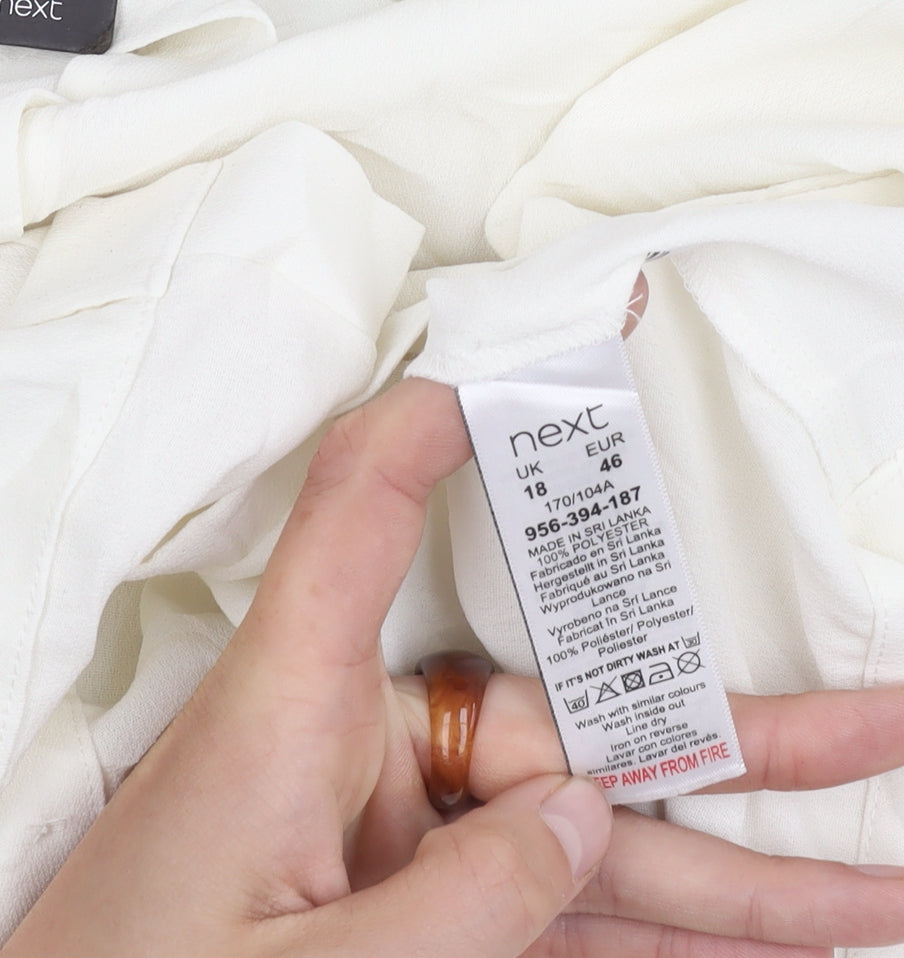 next
next
UK EUR
18 46
170/104A
956-394-187
MADE IN SRI LANKA
100% POLYESTER
Fabricado en Sri Lanka
Hergestellt in Sri Lanka
Fabriqué au Sri Lanka
Wyprodukowano na Sri
Lance
Vyrobeno na Srí Lance
Fabricat în Sri Lanka
100% Poliéster/ Polyester/
Poliester
IF IT'S NOT DIRTY WASH AT 30
40
Wash with similar colours
Wash inside out
Line dry
Iron on reverse
Lavar con colores
similares. Lavar del revés.
EEP AWAY FROM FIRE